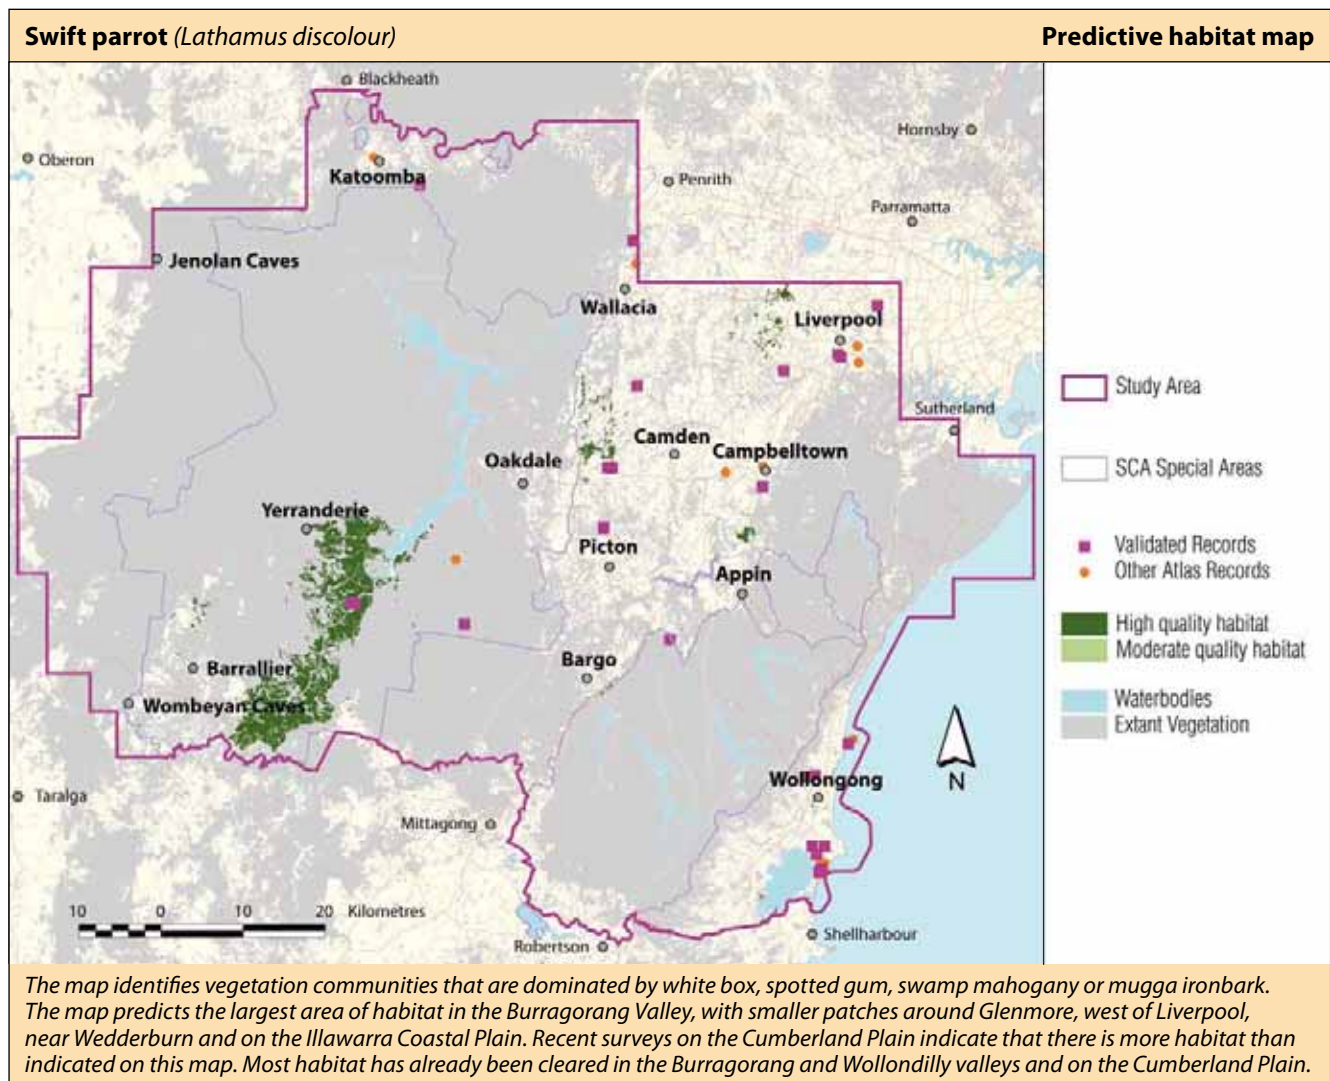 Swift parrot (Lathamus discolour)
Predictive habitat map
Blackheath
Hornsby
Oberon
Katoomba
Penrith
Parramatta
Jenolan Caves
Wallacia
Liverpool
Sutherland
Camden
Campbelltown
Oakdale
Yerranderie
Picton
Appin
Barrallier
Bargo
Wombeyan Caves
Wollongong
N
Taralga
Mittagong
10 0 10 20 Kilometres
Robertson
Shellharbour
Study Area
SCA Special Areas
Validated Records
Other Atlas Records
High quality habitat
Moderate quality habitat
Waterbodies
Extant Vegetation
The map identifies vegetation communities that are dominated by white box, spotted gum, swamp mahogany or mugga ironbark.
The map predicts the largest area of habitat in the Burragorang Valley, with smaller patches around Glenmore, west of Liverpool,
near Wedderburn and on the Illawarra Coastal Plain. Recent surveys on the Cumberland Plain indicate that there is more habitat than
indicated on this map. Most habitat has already been cleared in the Burragorang and Wollondilly valleys and on the Cumberland Plain.